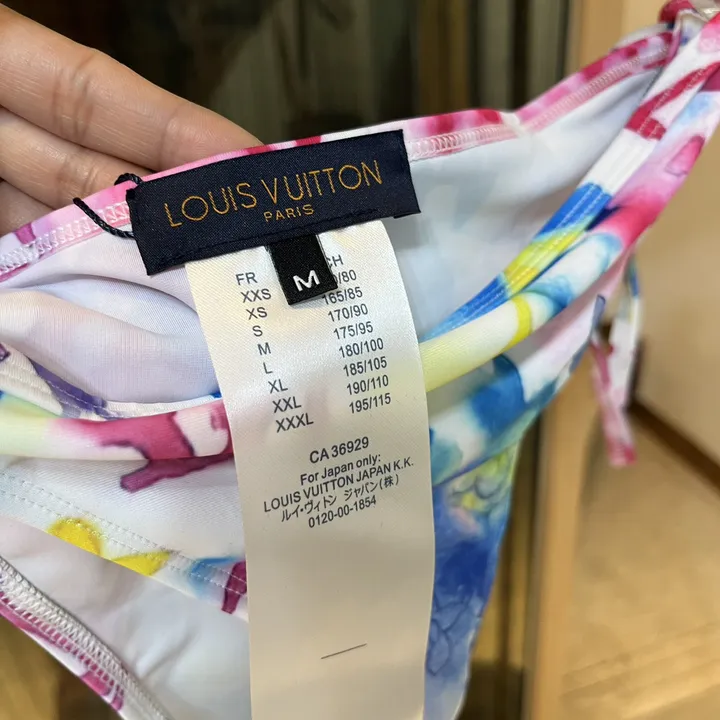 LOUIS VUITTON
PARIS
M
FR CH
XXS /80
XS 165/85
S 170/90
M 175/95
L 180/100
XL 185/105
XXL 190/110
XXXL 195/115
CA 36929
For Japan only:
LOUIS VUITTON JAPAN K.K.
ルイ・ヴィトン ジャパン(株)
0120-00-1854